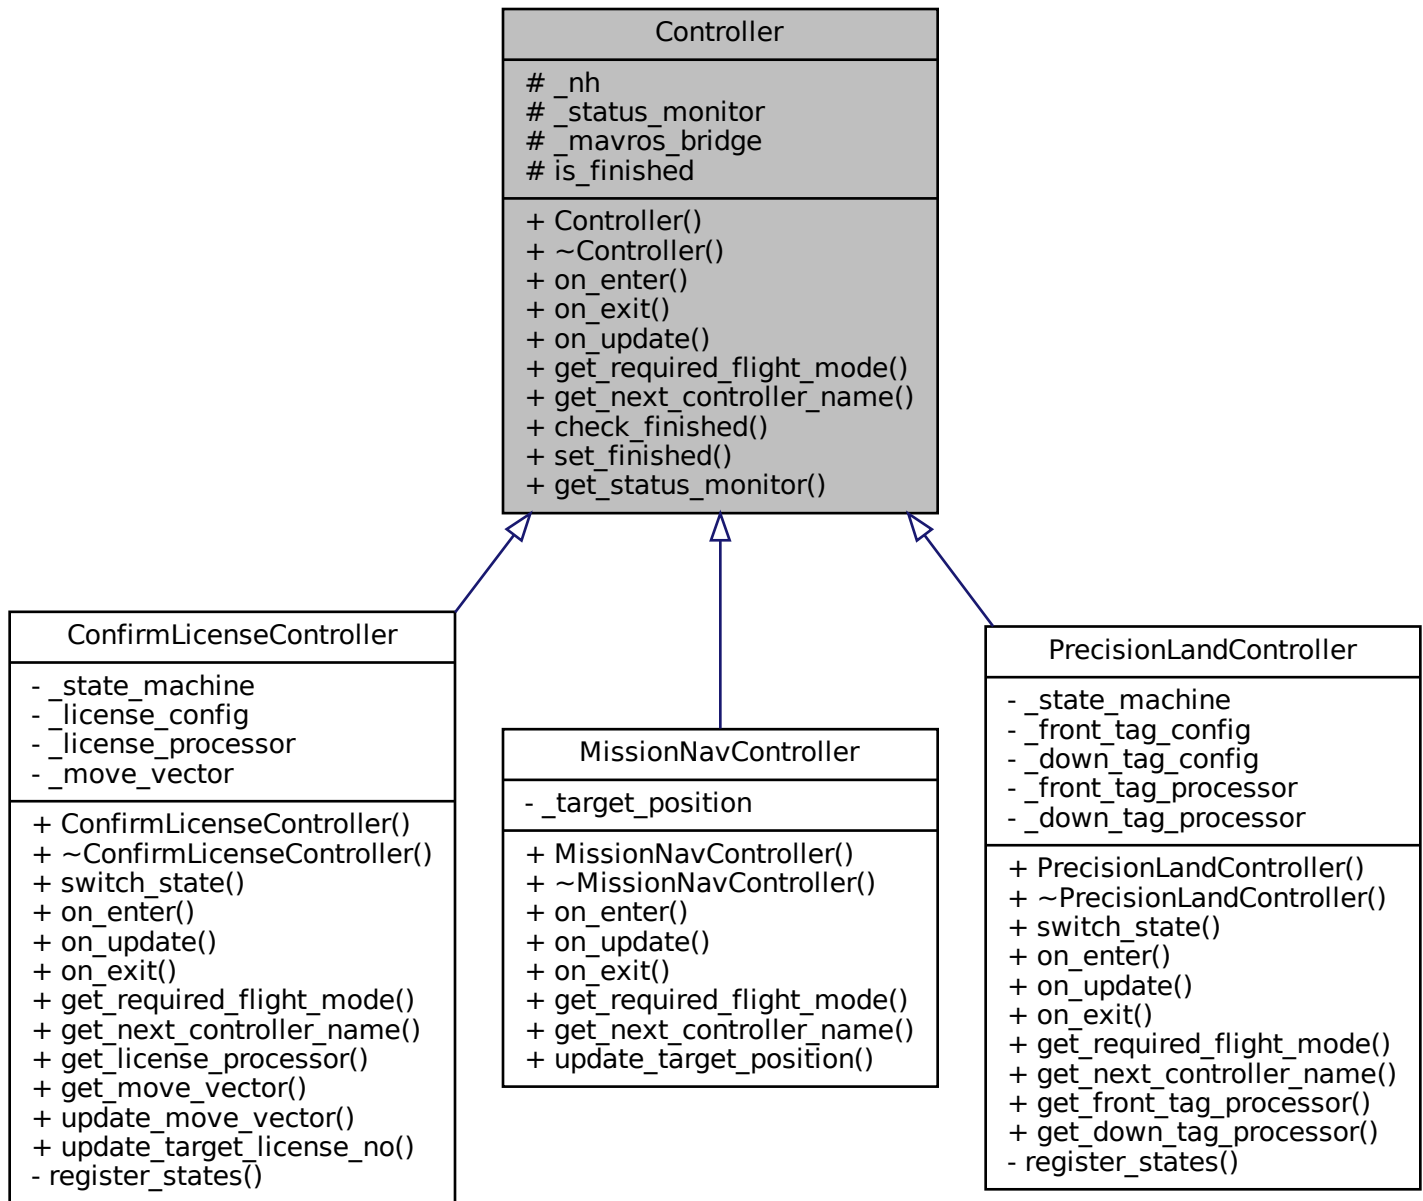 Controller
# _nh
# _status_monitor
# _mavros_bridge
# is_finished
+ Controller()
+ ~Controller()
+ on_enter()
+ on_exit()
+ on_update()
+ get_required_flight_mode()
+ get_next_controller_name()
+ check_finished()
+ set_finished()
+ get_status_monitor()
ConfirmLicenseController
- _state_machine
- _license_config
- _license_processor
- _move_vector
+ ConfirmLicenseController()
+ ~ConfirmLicenseController()
+ switch_state()
+ on_enter()
+ on_update()
+ on_exit()
+ get_required_flight_mode()
+ get_next_controller_name()
+ get_license_processor()
+ get_move_vector()
+ update_move_vector()
+ update_target_license_no()
- register_states()
MissionNavController
- _target_position
+ MissionNavController()
+ ~MissionNavController()
+ on_enter()
+ on_update()
+ on_exit()
+ get_required_flight_mode()
+ get_next_controller_name()
+ update_target_position()
PrecisionLandController
- _state_machine
- _front_tag_config
- _down_tag_config
- _front_tag_processor
- _down_tag_processor
+ PrecisionLandController()
+ ~PrecisionLandController()
+ switch_state()
+ on_enter()
+ on_update()
+ on_exit()
+ get_required_flight_mode()
+ get_next_controller_name()
+ get_front_tag_processor()
+ get_down_tag_processor()
- register_states()